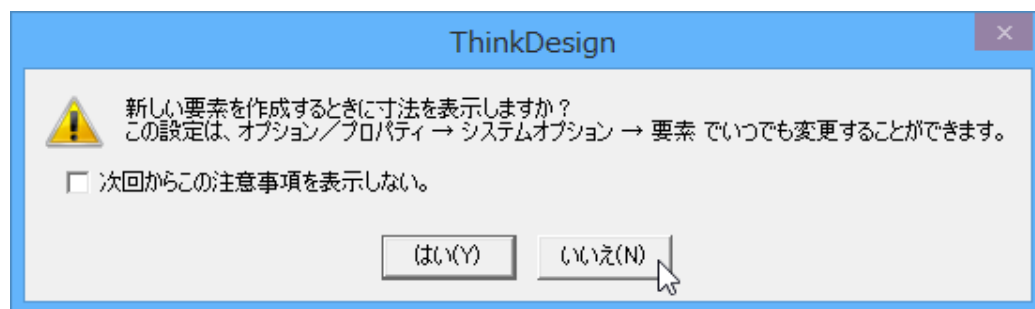 ThinkDesign
新しい要素を作成するときに寸法を表示しますか？
この設定は、オプション／プロパティ → システムオプション → 要素 でいつでも変更することができます。
次回からこの注意事項を表示しない。
はい(Y) いいえ(N)